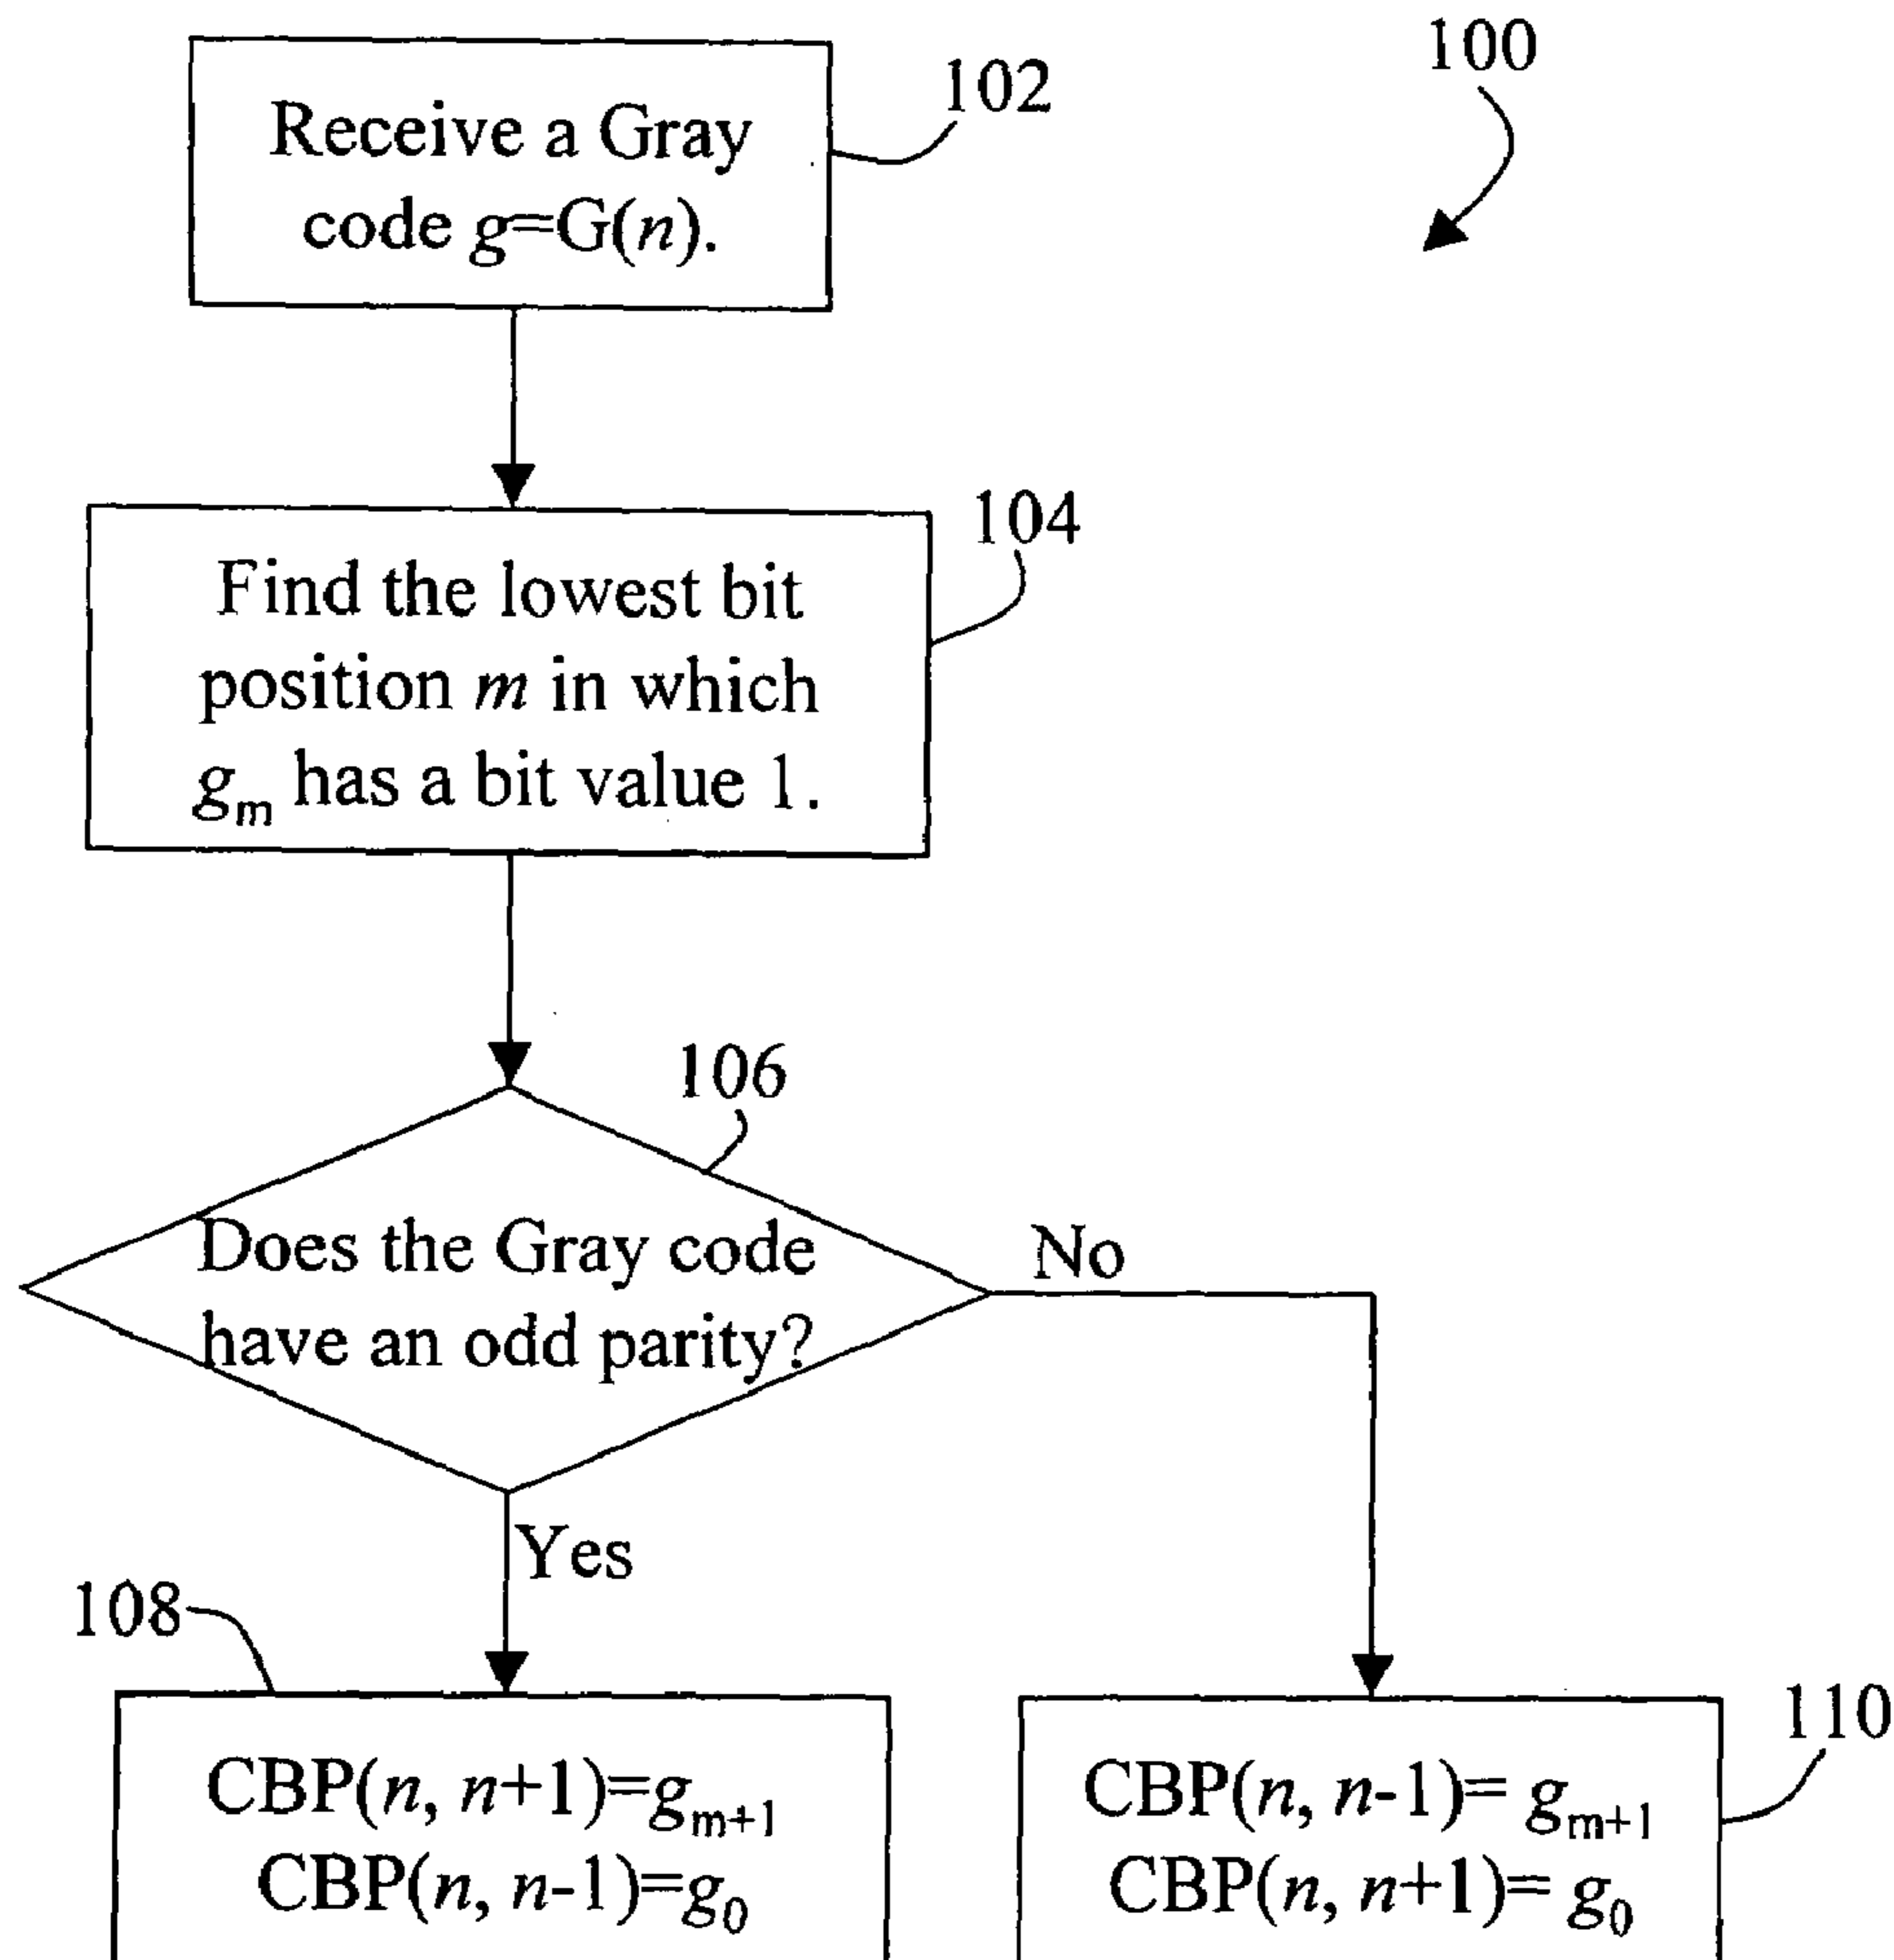 100
102
Receive a Gray
code g=G(n).
104
Find the lowest bit
position m in which
gm has a bit value 1.
106
Does the Gray code
have an odd parity?
No
Yes
108
CBP(n, n+1)=gm+1
CBP(n, n-1)=g0
110
CBP(n, n-1)= gm+1
CBP(n, n+1)= g0